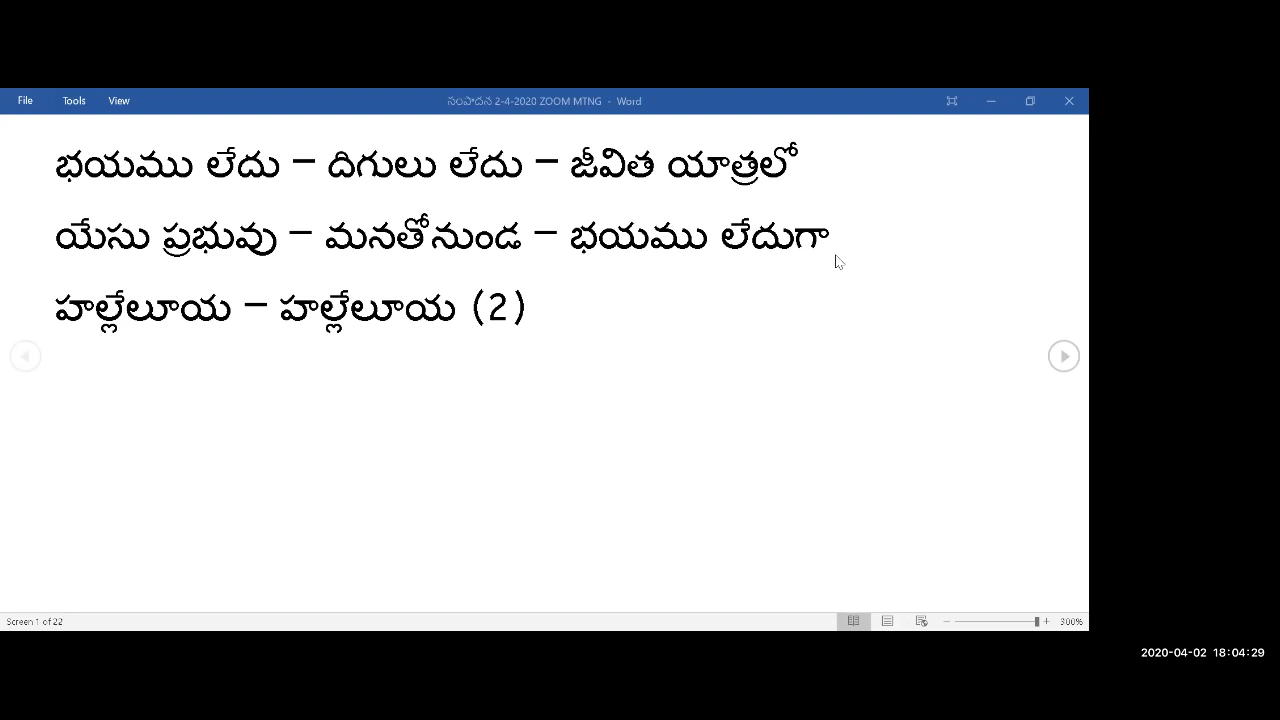 File Tools View సంపాదన 2-4-2020 ZOOM MTNG - Word
భయము లేదు – దిగులు లేదు – జీవిత యాత్రలో
యేసు ప్రభువు – మనతోనుండ – భయము లేదుగా
హల్లేలూయ – హల్లేలూయ (2)
Screen 1 of 22 300%
2020-04-02 18:04:29